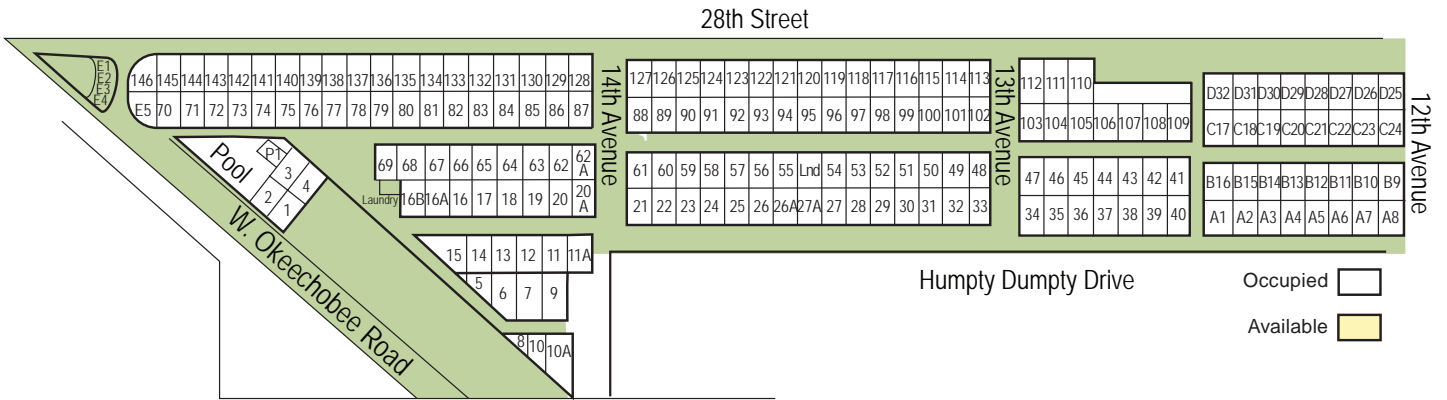 28th Street
E1
E2
E3
E4
146 145 144 143 142 141 140 139 138 137 136 135 134 133 132 131 130 129 128
E5 70 71 72 73 74 75 76 77 78 79 80 81 82 83 84 85 86 87
14th Avenue
127 126 125 124 123 122 121 120 119 118 117 116 115 114 113
88 89 90 91 92 93 94 95 96 97 98 99 100 101 102
13th Avenue
112 111 110
103 104 105 106 107 108 109
D32 D31 D30 D29 D28 D27 D26 D25
C17 C18 C19 C20 C21 C22 C23 C24
12th Avenue
Pool
P1
3
4
2
1
69 68 67 66 65 64 63 62 62A
Laundry 16B 16A 16 17 18 19 20 20A
61 60 59 58 57 56 55 Lnd 54 53 52 51 50 49 48
21 22 23 24 25 26 26A 27A 27 28 29 30 31 32 33
47 46 45 44 43 42 41
34 35 36 37 38 39 40
B16 B15 B14 B13 B12 B11 B10 B9
A1 A2 A3 A4 A5 A6 A7 A8
W. Okeechobee Road
15 14 13 12 11 11A
5 6 7 9
8 10 10A
Humpty Dumpty Drive
Occupied
Available